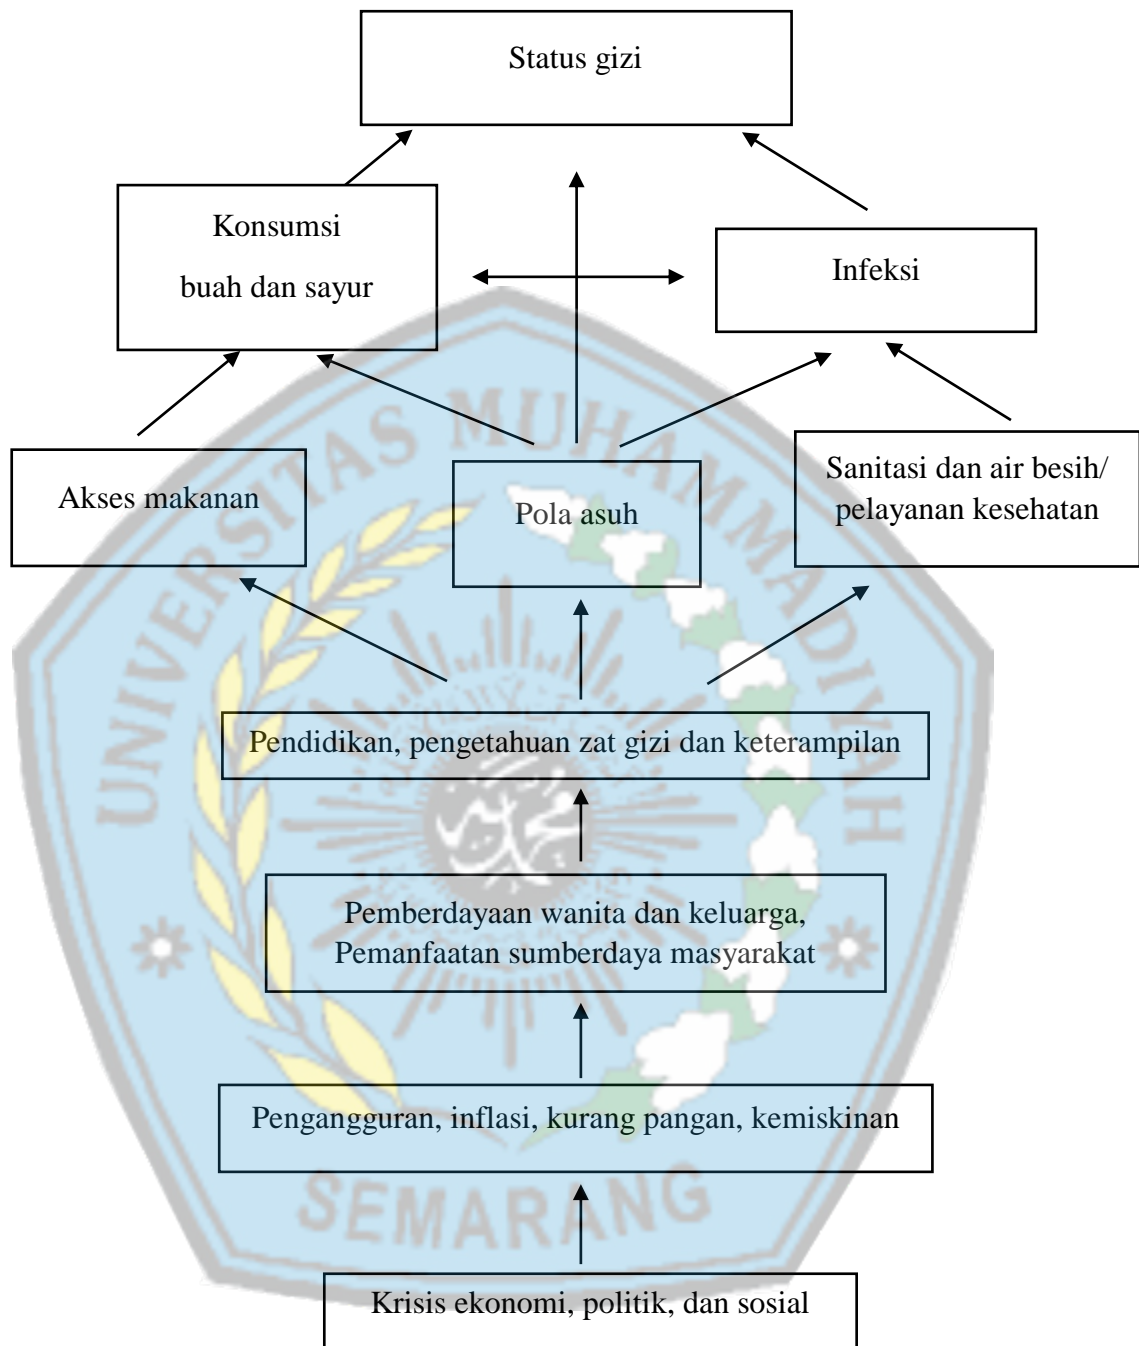 Status gizi
Konsumsi
buah dan sayur
Infeksi
Akses makanan
Pola asuh
Sanitasi dan air besih/
pelayanan kesehatan
Pendidikan, pengetahuan zat gizi dan keterampilan
Pemberdayaan wanita dan keluarga,
Pemanfaatan sumberdaya masyarakat
Pengangguran, inflasi, kurang pangan, kemiskinan
Krisis ekonomi, politik, dan sosial
UNIVERSITAS MUHAMMADIYAH
SEMARANG